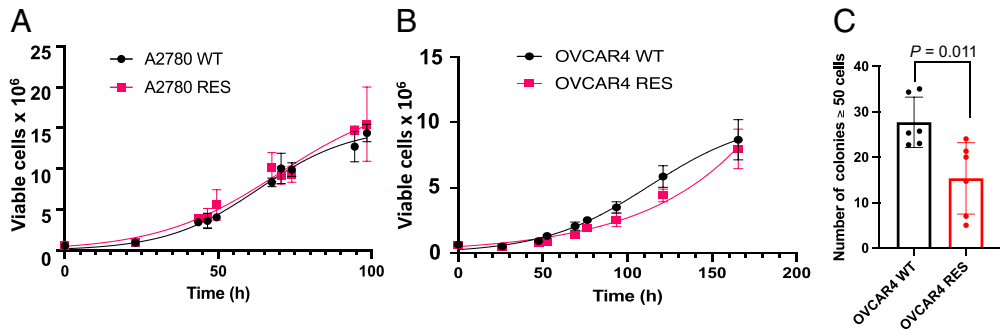 A
A2780 WT
A2780 RES
Viable cells x 10⁶
25
20
15
10
5
0
0
50
100
Time (h)
B
OVCAR4 WT
OVCAR4 RES
Viable cells x 10⁶
15
10
5
0
0
50
100
150
200
Time (h)
C
P = 0.011
Number of colonies ≥ 50 cells
40
30
20
10
0
OVCAR4 WT
OVCAR4 RES